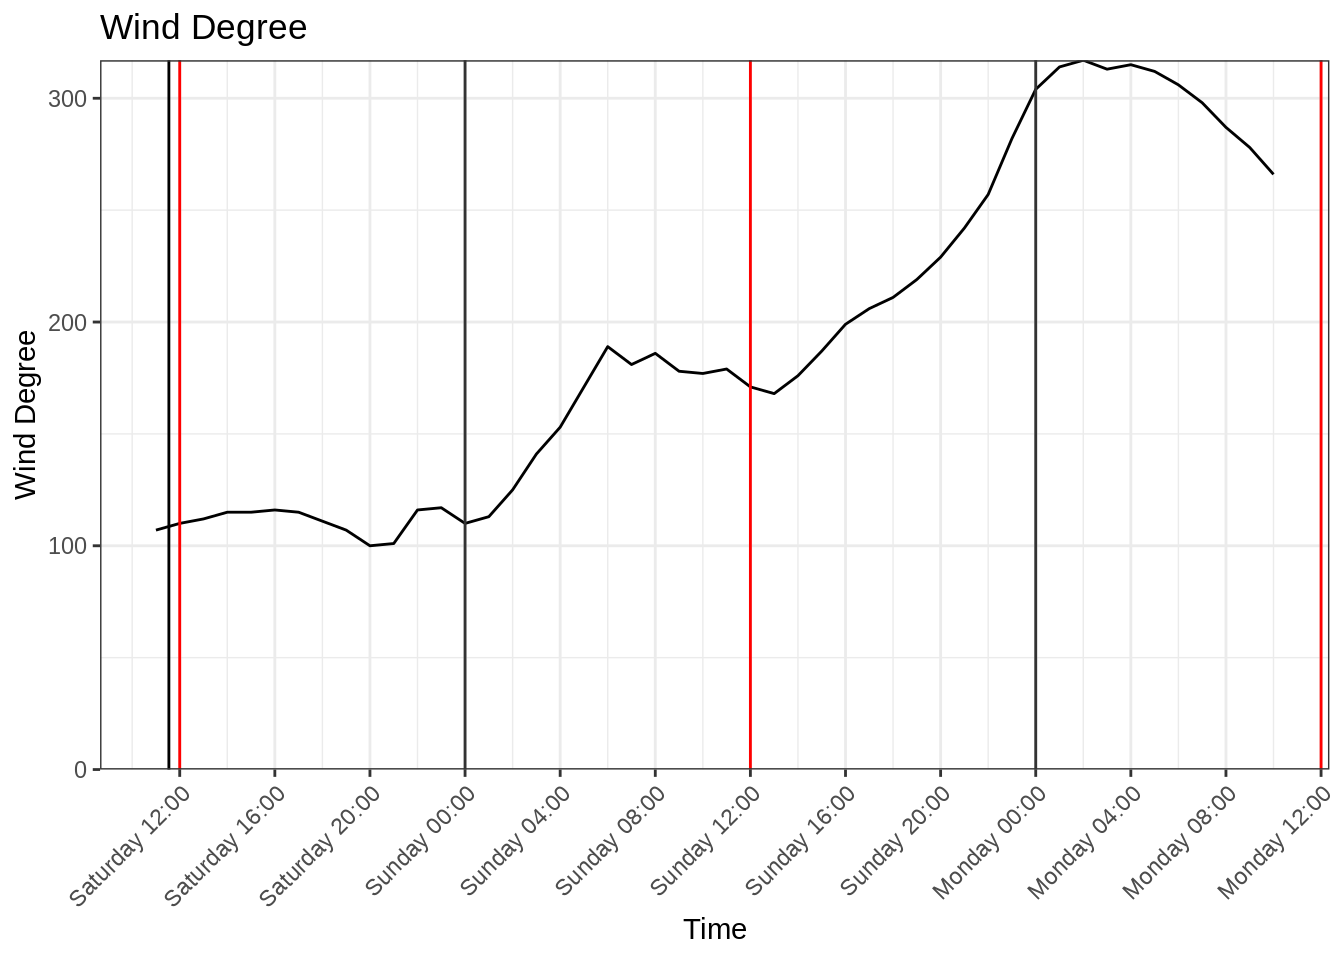 Wind Degree
Wind Degree
300
200
100
0
Saturday 12:00
Saturday 16:00
Saturday 20:00
Sunday 00:00
Sunday 04:00
Sunday 08:00
Sunday 12:00
Sunday 16:00
Sunday 20:00
Monday 00:00
Monday 04:00
Monday 08:00
Monday 12:00
Time